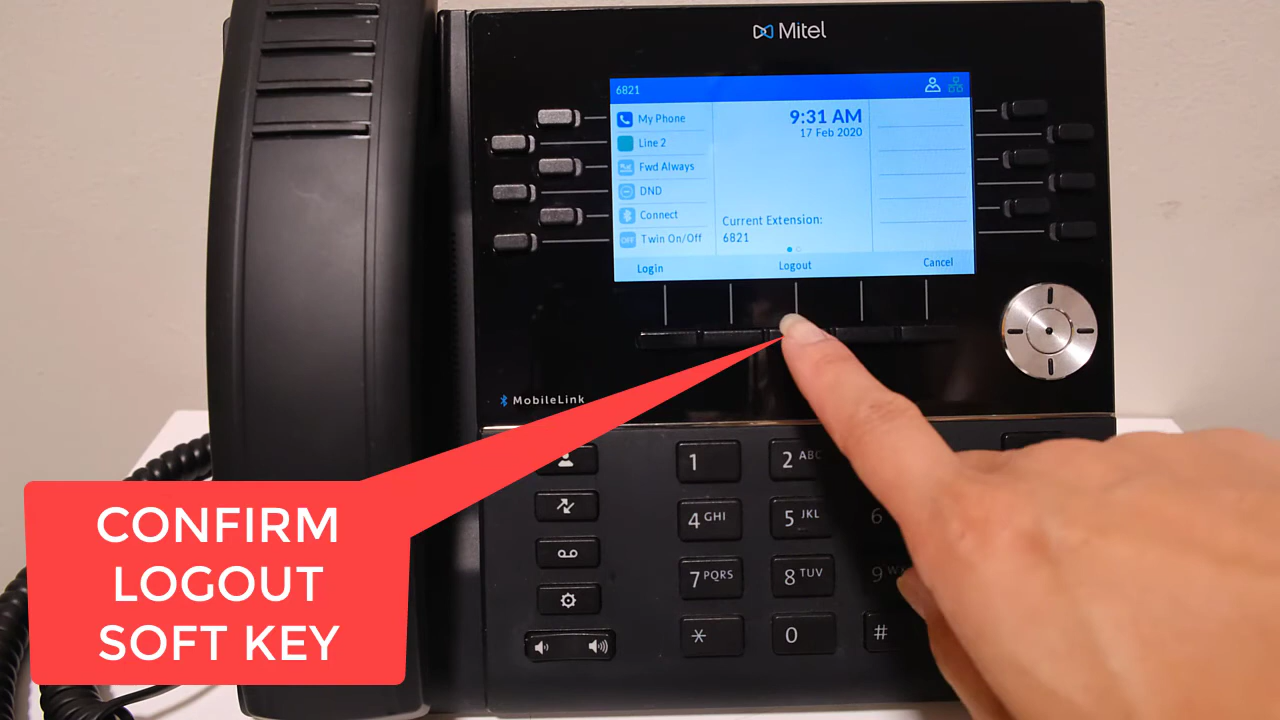 Mitel
6821
My Phone
9:31 AM
17 Feb 2020
Line 2
Fwd Always
DND
Connect
Current Extension:
6821
OFF Twin On/Off
Login Logout Cancel
MobileLink
1 2 ABC
4 GHI 5 JKL 6
7 PQRS 8 TUV 9
* 0 #
CONFIRM
LOGOUT
SOFT KEY